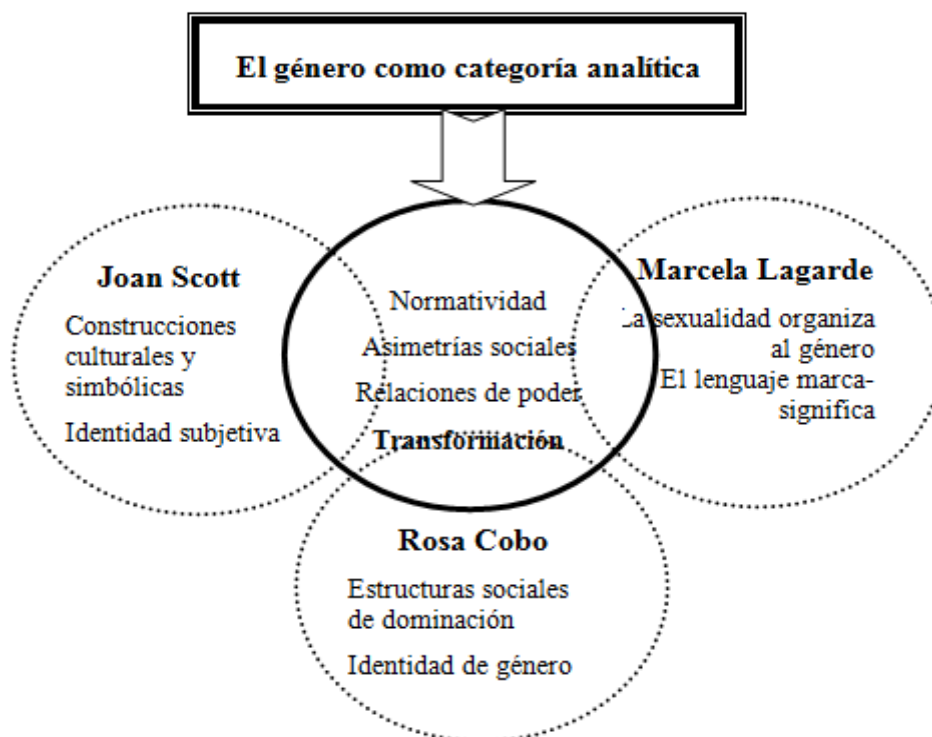 El género como categoría analítica
Joan Scott
Construcciones
culturales y
simbólicas
Identidad subjetiva
Normatividad
Asimetrías sociales
Relaciones de poder
Transformación
Marcela Lagarde
La sexualidad organiza
al género
El lenguaje marca-
significa
Rosa Cobo
Estructuras sociales
de dominación
Identidad de género